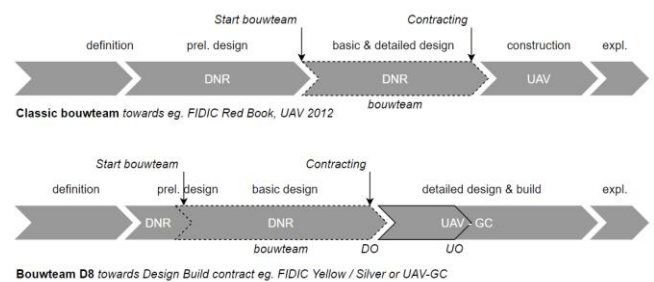 Start bouwteam Contracting
definition prel. design basic & detailed design construction expl.
DNR DNR UAV
bouwteam
Classic bouwteam towards eg. FIDIC Red Book, UAV 2012
Start bouwteam Contracting
definition prel. design basic design detailed design & build expl.
DNR DNR UAV - GC
bouwteam DO UO
Bouwteam D8 towards Design Build contract eg. FIDIC Yellow / Silver or UAV-GC